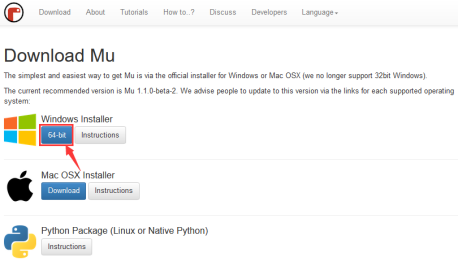 Download About Tutorials How to..? Discuss Developers Language
Download Mu
The simplest and easiest way to get Mu is via the official installer for Windows or Mac OSX (we no longer support 32bit Windows).
The current recommended version is Mu 1.1.0-beta-2. We advise people to update to this version via the links for each supported operating
system:
Windows Installer
64-bit Instructions
Mac OSX Installer
Download Instructions
Python Package (Linux or Native Python)
Instructions